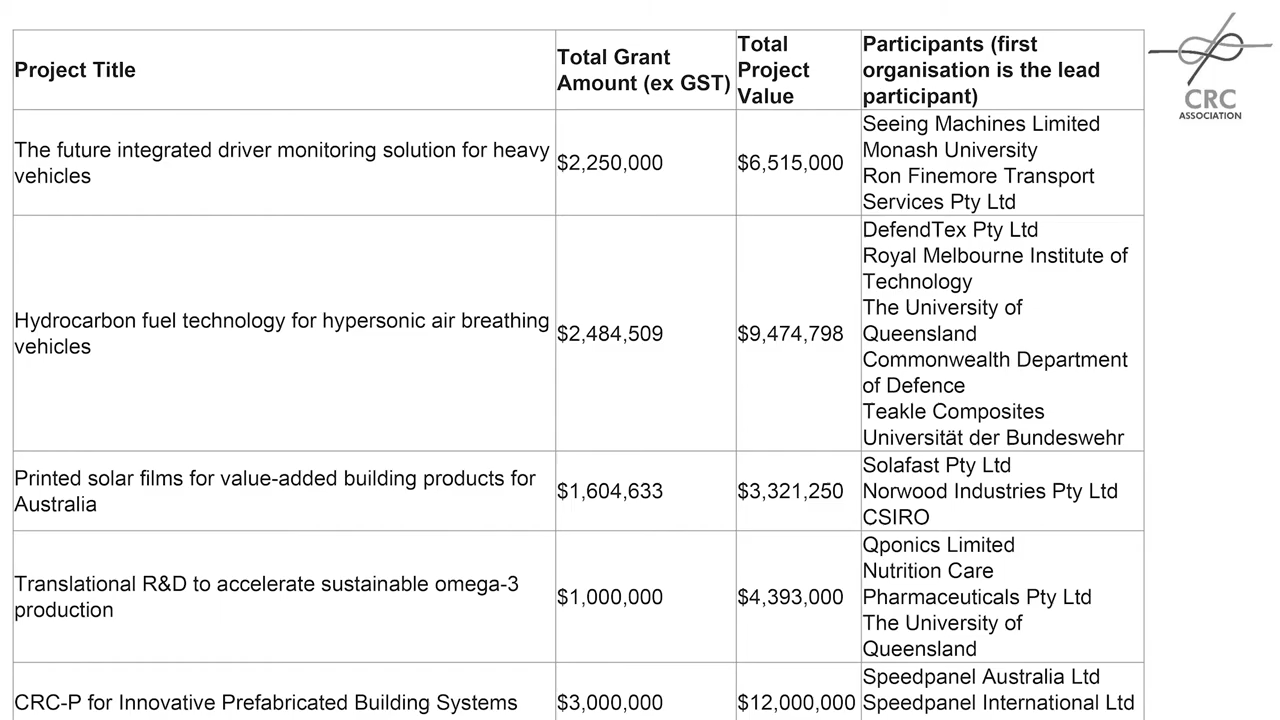 Project Title
Total Grant
Amount (ex GST)
Total
Project
Value
Participants (first
organisation is the lead
participant)
The future integrated driver monitoring solution for heavy
vehicles
$2,250,000
$6,515,000
Seeing Machines Limited
Monash University
Ron Finemore Transport
Services Pty Ltd
Hydrocarbon fuel technology for hypersonic air breathing
vehicles
$2,484,509
$9,474,798
DefendTex Pty Ltd
Royal Melbourne Institute of
Technology
The University of
Queensland
Commonwealth Department
of Defence
Teakle Composites
Universität der Bundeswehr
Printed solar films for value-added building products for
Australia
$1,604,633
$3,321,250
Solafast Pty Ltd
Norwood Industries Pty Ltd
CSIRO
Translational R&D to accelerate sustainable omega-3
production
$1,000,000
$4,393,000
Qponics Limited
Nutrition Care
Pharmaceuticals Pty Ltd
The University of
Queensland
CRC-P for Innovative Prefabricated Building Systems
$3,000,000
$12,000,000
Speedpanel Australia Ltd
Speedpanel International Ltd
CRC
ASSOCIATION